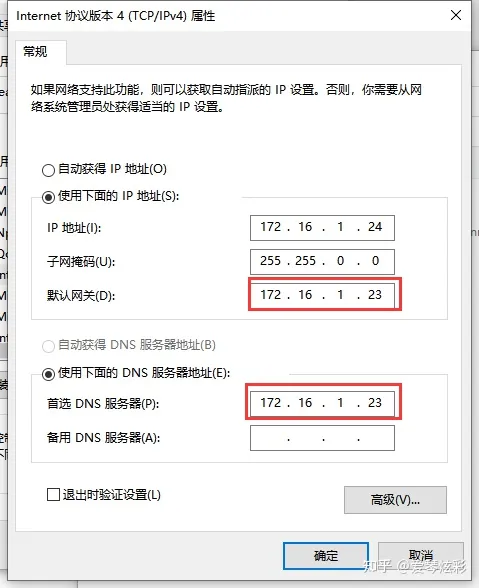 Internet 协议版本 4 (TCP/IPv4) 属性
常规
如果网络支持此功能，则可以获取自动指派的 IP 设置。否则，你需要从网
络系统管理员处获得适当的 IP 设置。
自动获得 IP 地址(O)
使用下面的 IP 地址(S):
IP 地址(I): 172 . 16 . 1 . 24
子网掩码(U): 255 . 255 . 0 . 0
默认网关(D): 172 . 16 . 1 . 23
自动获得 DNS 服务器地址(B)
使用下面的 DNS 服务器地址(E):
首选 DNS 服务器(P): 172 . 16 . 1 . 23
备用 DNS 服务器(A): . . .
退出时验证设置(L)
高级(V)...
确定 取消
知乎 @爱琴炫彩